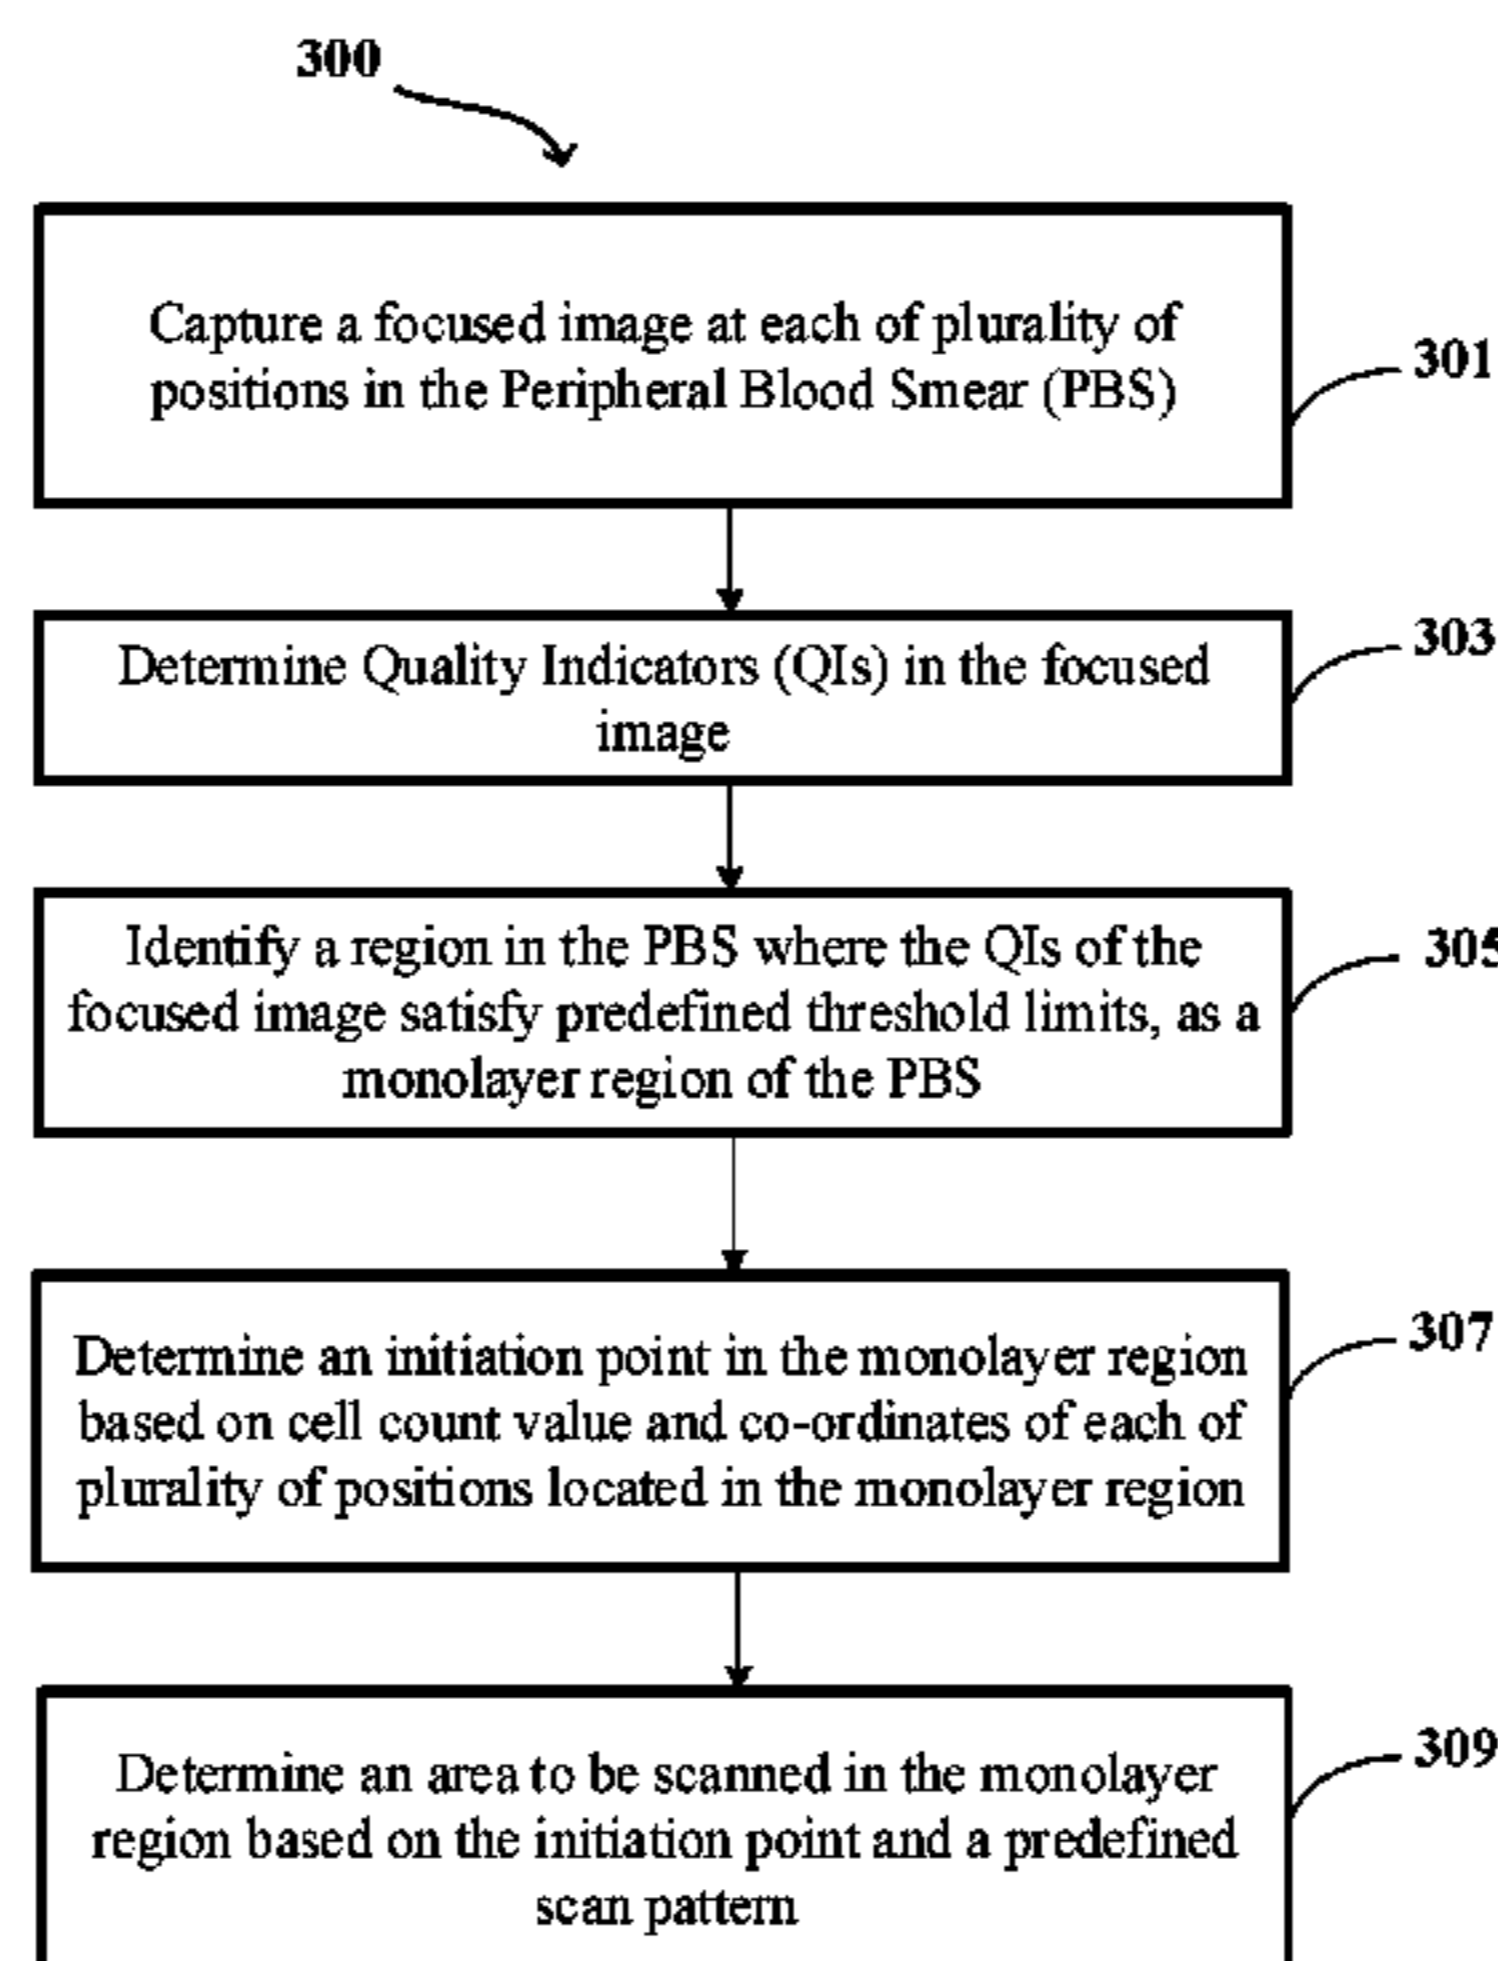 300
Capture a focused image at each of plurality of
positions in the Peripheral Blood Smear (PBS)
301
Determine Quality Indicators (QIs) in the focused
image
303
Identify a region in the PBS where the QIs of the
focused image satisfy predefined threshold limits, as a
monolayer region of the PBS
305
Determine an initiation point in the monolayer region
based on cell count value and co-ordinates of each of
plurality of positions located in the monolayer region
307
Determine an area to be scanned in the monolayer
region based on the initiation point and a predefined
scan pattern
309